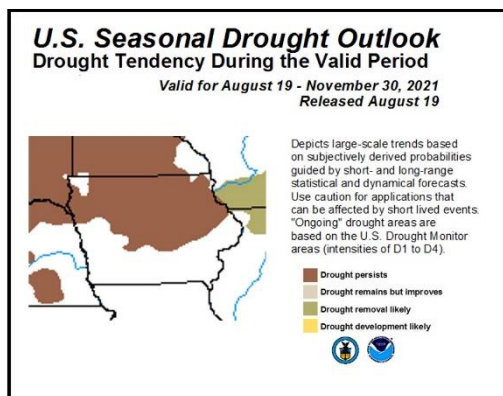 U.S. Seasonal Drought Outlook
Drought Tendency During the Valid Period
Valid for August 19 - November 30, 2021
Released August 19
Depicts large-scale trends based
on subjectively derived probabilities
guided by short- and long-range
statistical and dynamical forecasts.
Use caution for applications that
can be affected by short lived events.
"Ongoing" drought areas are
based on the U.S. Drought Monitor
areas (intensities of D1 to D4).
Drought persists
Drought remains but improves
Drought removal likely
Drought development likely